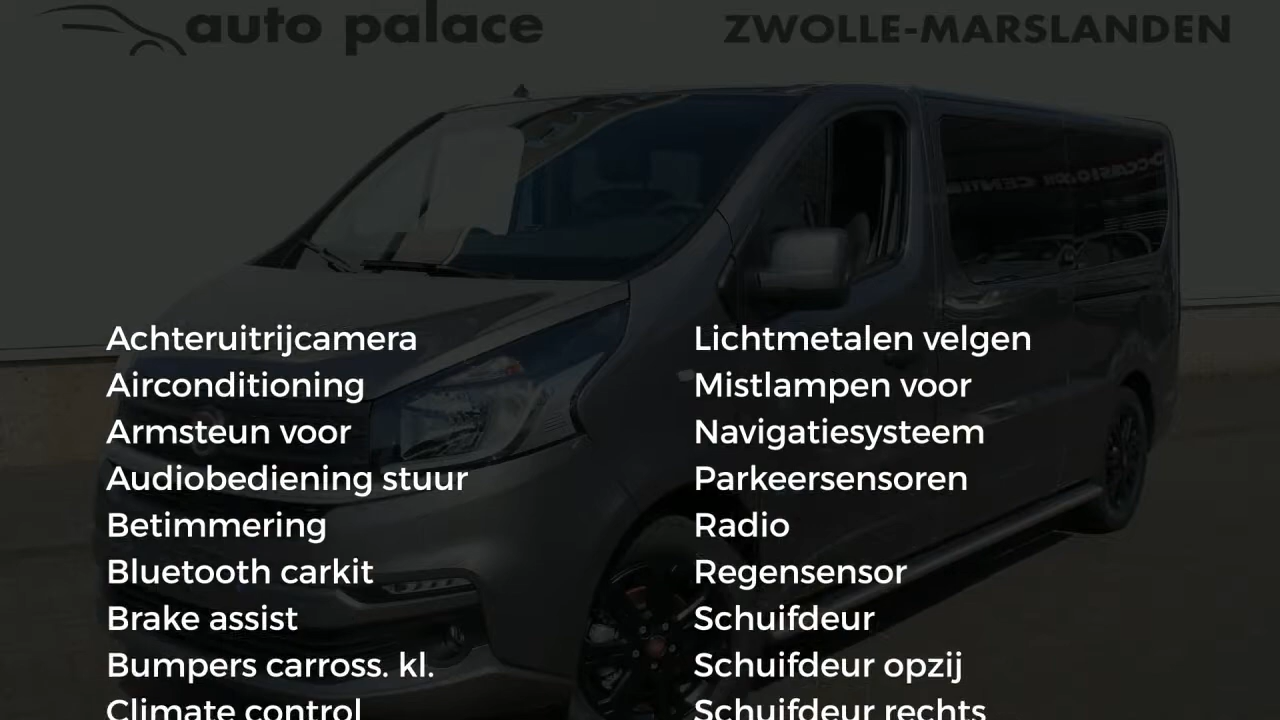 auto palace
ZWOLLE-MARSLANDEN
Achteruitrijcamera
Airconditioning
Armsteun voor
Audiobediening stuur
Betimmering
Bluetooth carkit
Brake assist
Bumpers carross. kl.
Climate control
Lichtmetalen velgen
Mistlampen voor
Navigatiesysteem
Parkeersensoren
Radio
Regensensor
Schuifdeur
Schuifdeur opzij
Schuifdeur rechts